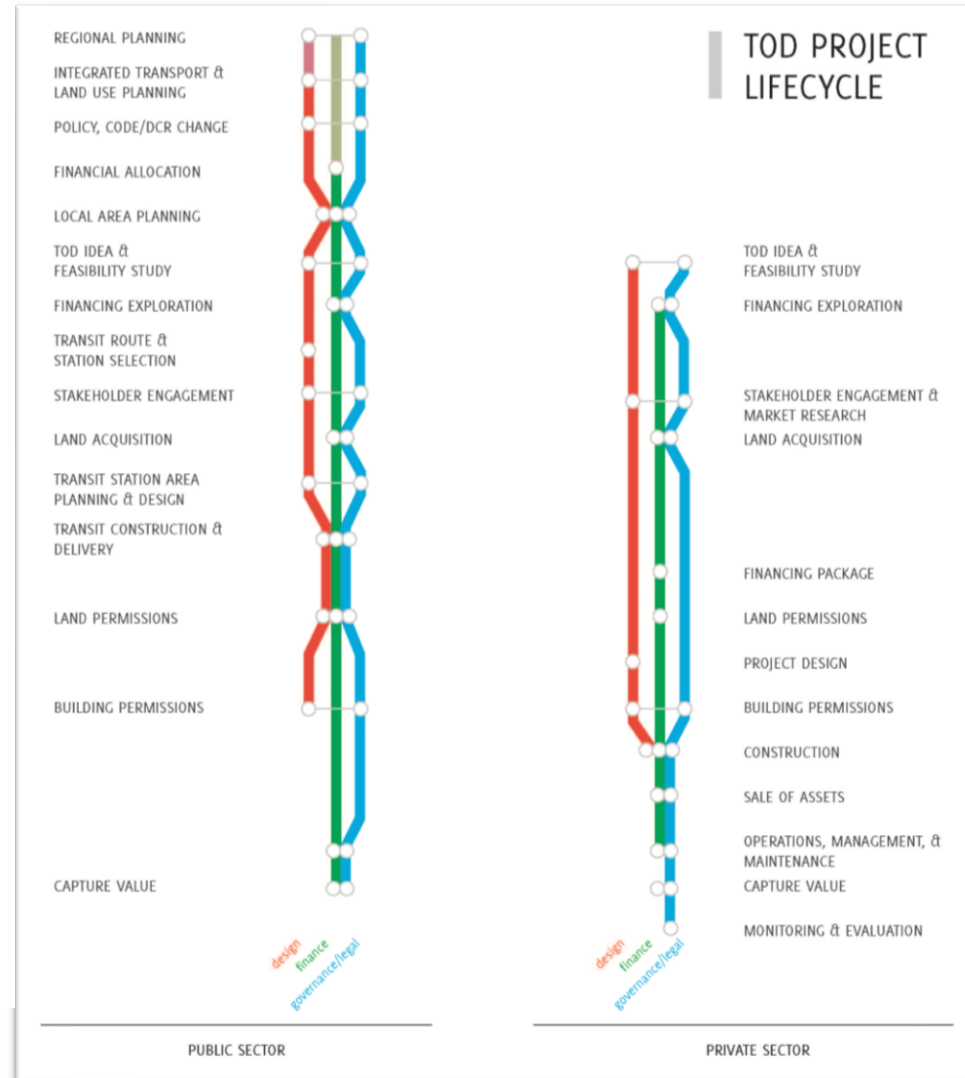 TOD PROJECT
LIFECYCLE
REGIONAL PLANNING
INTEGRATED TRANSPORT &
LAND USE PLANNING
POLICY, CODE/DCR CHANGE
FINANCIAL ALLOCATION
LOCAL AREA PLANNING
TOD IDEA &
FEASIBILITY STUDY
FINANCING EXPLORATION
TRANSIT ROUTE &
STATION SELECTION
STAKEHOLDER ENGAGEMENT
LAND ACQUISITION
TRANSIT STATION AREA
PLANNING & DESIGN
TRANSIT CONSTRUCTION &
DELIVERY
LAND PERMISSIONS
BUILDING PERMISSIONS
CAPTURE VALUE
design
finance
governance/legal
PUBLIC SECTOR
TOD IDEA &
FEASIBILITY STUDY
FINANCING EXPLORATION
STAKEHOLDER ENGAGEMENT &
MARKET RESEARCH
LAND ACQUISITION
FINANCING PACKAGE
LAND PERMISSIONS
PROJECT DESIGN
BUILDING PERMISSIONS
CONSTRUCTION
SALE OF ASSETS
OPERATIONS, MANAGEMENT, &
MAINTENANCE
CAPTURE VALUE
MONITORING & EVALUATION
design
finance
governance/legal
PRIVATE SECTOR